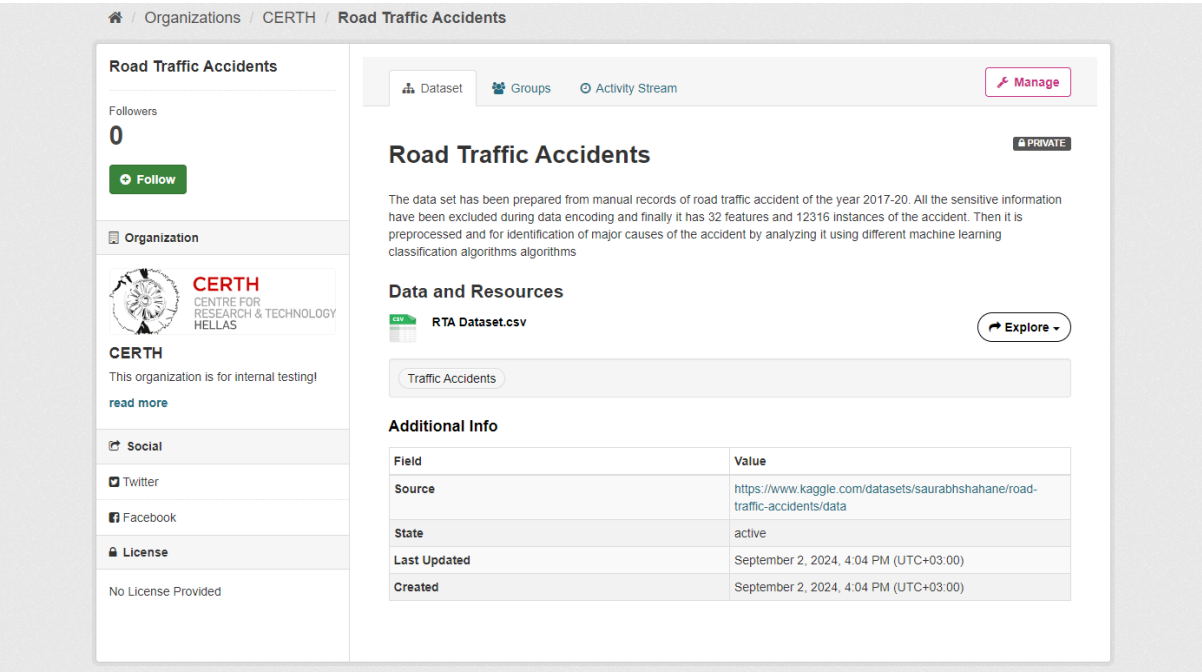 / Organizations / CERTH / Road Traffic Accidents
Road Traffic Accidents
Followers
0
Follow
Organization
CERTH
CENTRE FOR
RESEARCH & TECHNOLOGY
HELLAS
CERTH
This organization is for internal testing!
read more
Social
Twitter
Facebook
License
No License Provided
Dataset Groups Activity Stream Manage
Road Traffic Accidents PRIVATE
The data set has been prepared from manual records of road traffic accident of the year 2017-20. All the sensitive information
have been excluded during data encoding and finally it has 32 features and 12316 instances of the accident. Then it is
preprocessed and for identification of major causes of the accident by analyzing it using different machine learning
classification algorithms algorithms
Data and Resources
CSV RTA Dataset.csv Explore
Traffic Accidents
Additional Info
Field Value
Source https://www.kaggle.com/datasets/saurabhshahane/road-
traffic-accidents/data
State active
Last Updated September 2, 2024, 4:04 PM (UTC+03:00)
Created September 2, 2024, 4:04 PM (UTC+03:00)